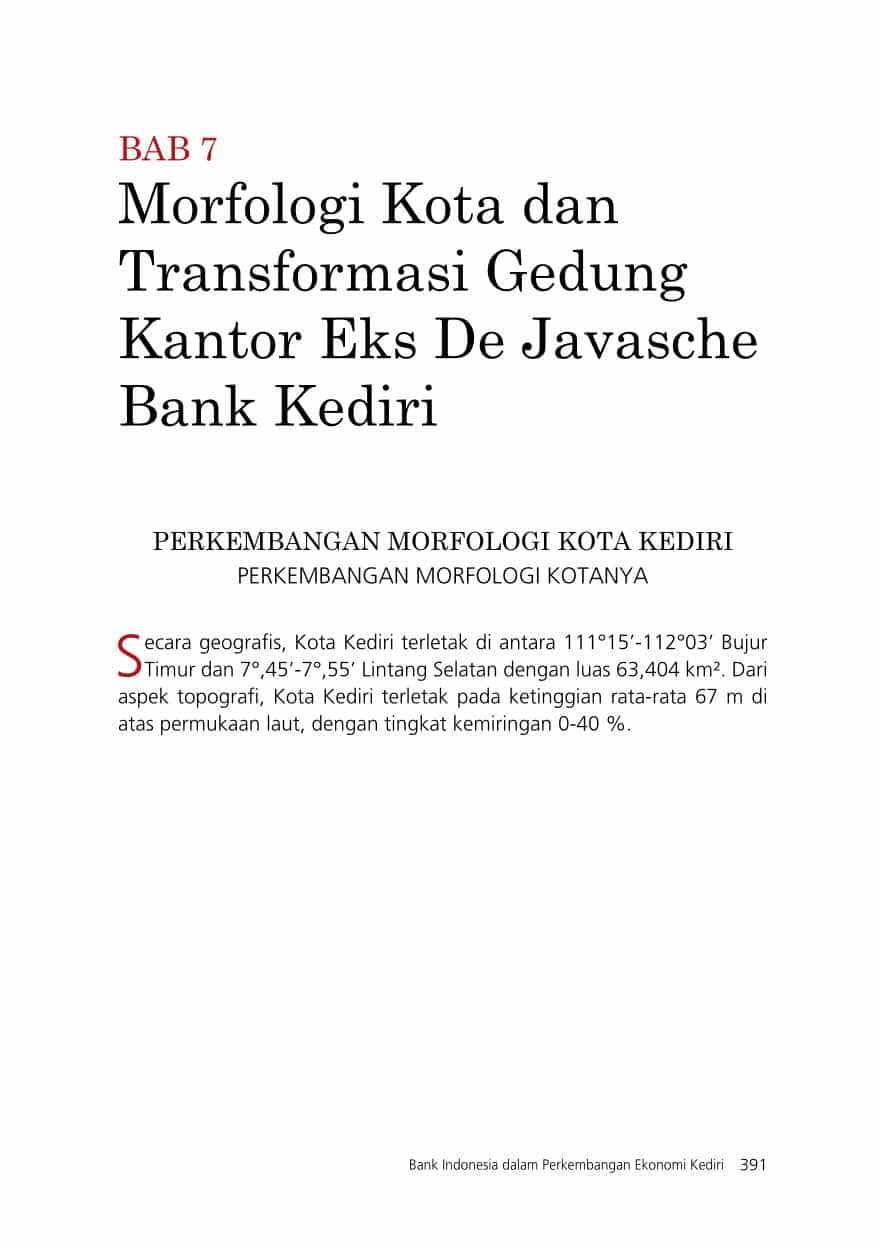 BAB 7
Morfologi Kota dan
Transformasi Gedung
Kantor Eks De Javasche
Bank Kediri
PERKEMBANGAN MORFOLOGI KOTA KEDIRI
PERKEMBANGAN MORFOLOGI KOTANYA
Secara geografis, Kota Kediri terletak di antara 111°15’-112°03’ Bujur
Timur dan 7°,45’-7°,55’ Lintang Selatan dengan luas 63,404 km². Dari
aspek topografi, Kota Kediri terletak pada ketinggian rata-rata 67 m di
atas permukaan laut, dengan tingkat kemiringan 0-40 %.
Bank Indonesia dalam Perkembangan Ekonomi Kediri 391